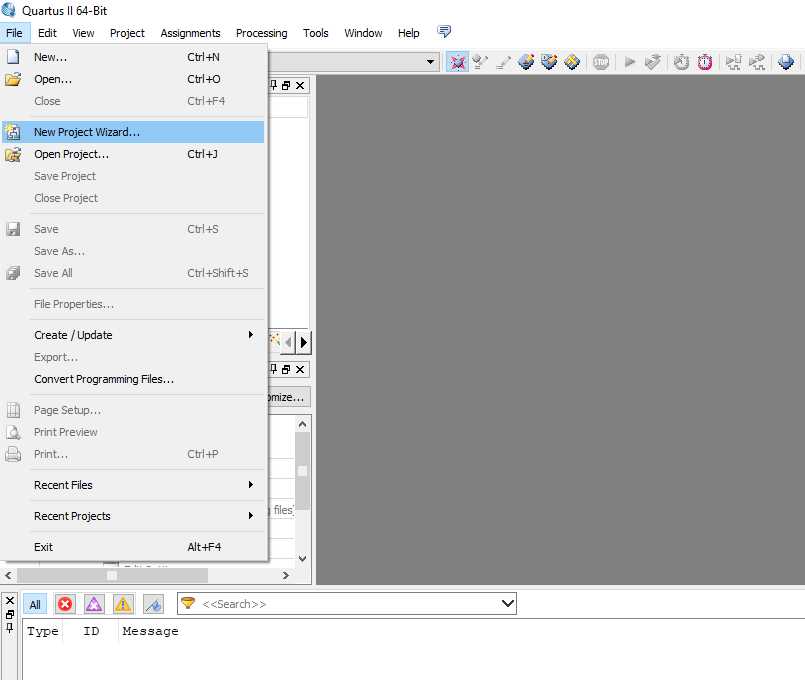 Quartus II 64-Bit
File Edit View Project Assignments Processing Tools Window Help
New... Ctrl+N
Open... Ctrl+O
Close Ctrl+F4
STOP
New Project Wizard...
Open Project... Ctrl+J
Save Project
Close Project
Save Ctrl+S
Save As...
Save All Ctrl+Shift+S
File Properties...
Create / Update
Export...
Convert Programming Files...
omize...
Page Setup...
Print Preview
Print... Ctrl+P
Recent Files
files)
Recent Projects
Exit Alt+F4
All <<Search>>
Type ID Message